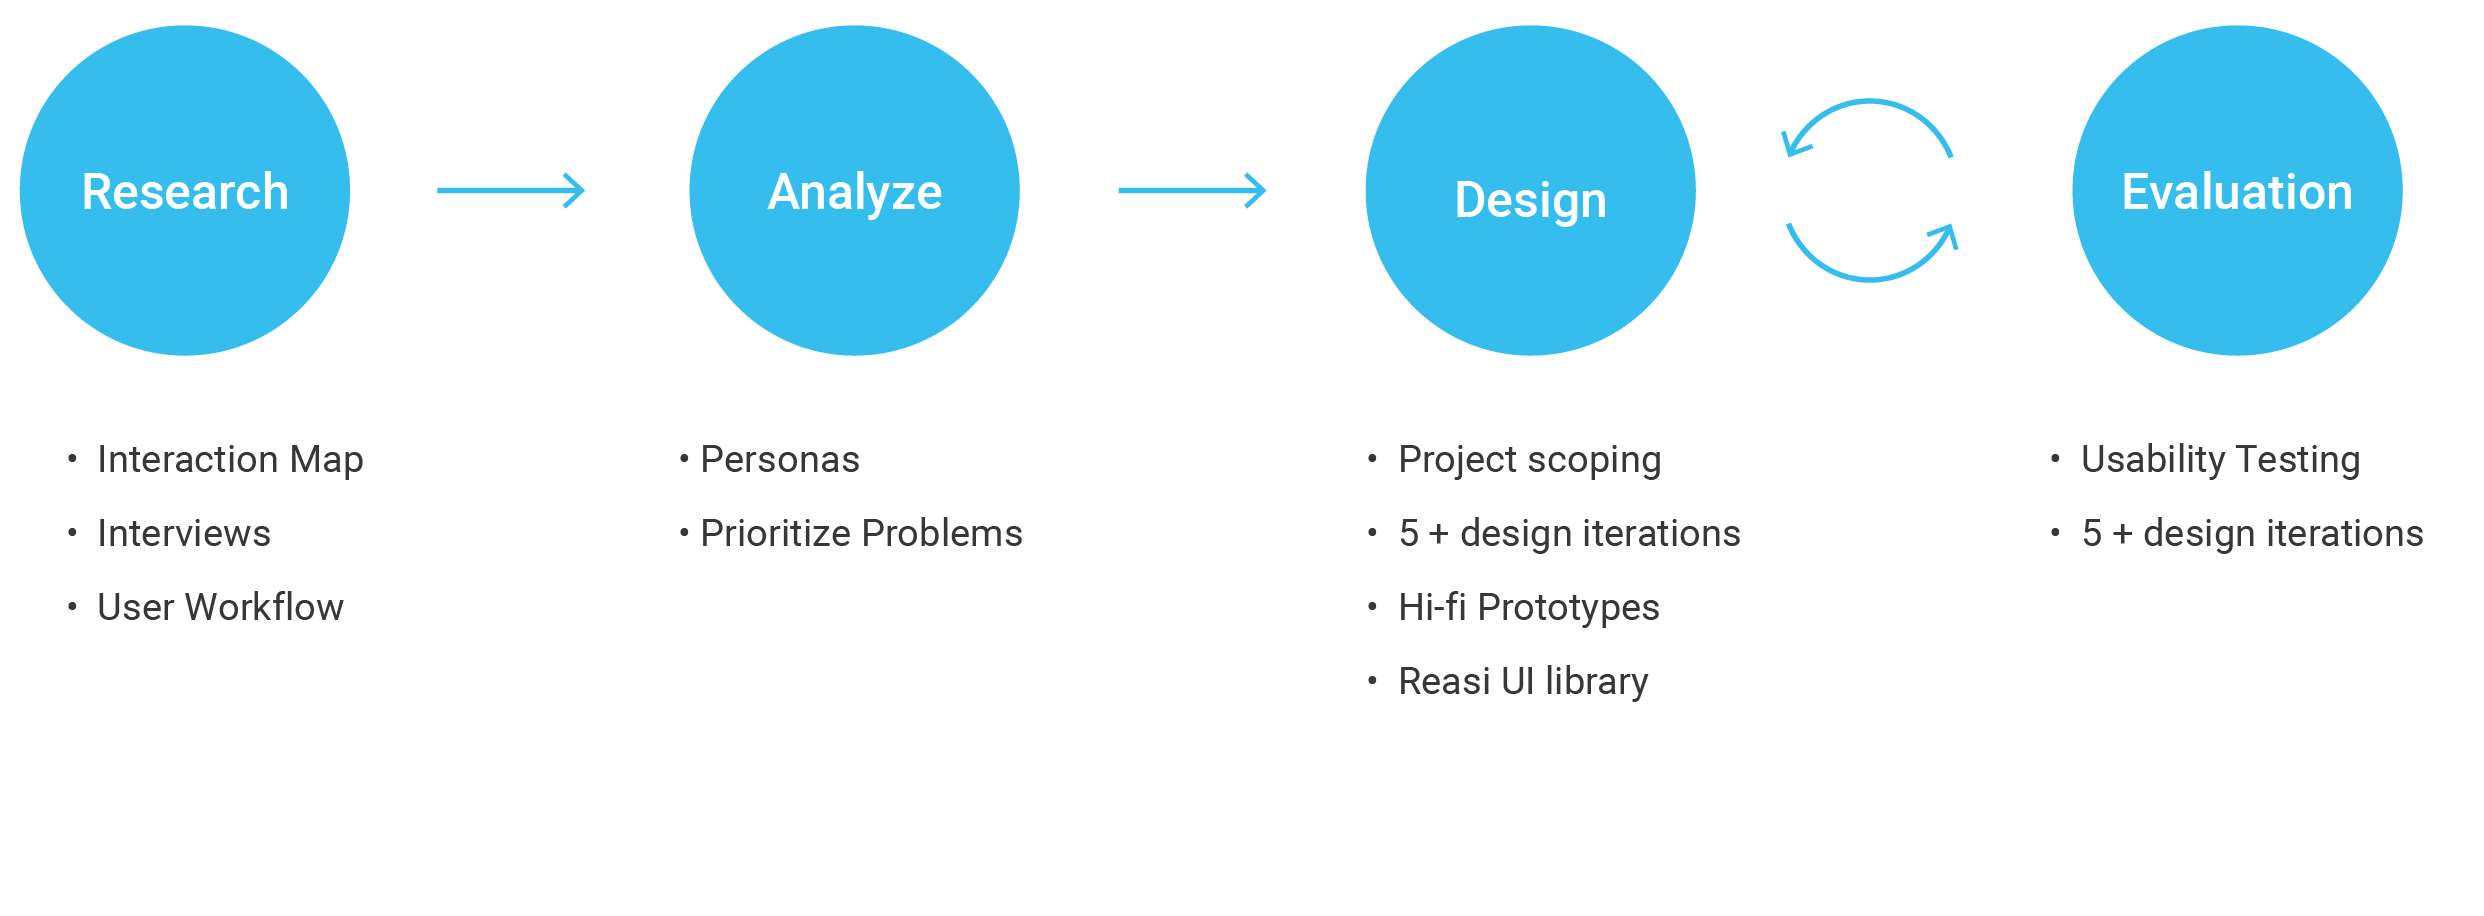 Research
Analyze
Design
Evaluation
• Interaction Map
• Interviews
• User Workflow
• Personas
• Prioritize Problems
• Project scoping
• 5 + design iterations
• Hi-fi Prototypes
• Reasi UI library
• Usability Testing
• 5 + design iterations